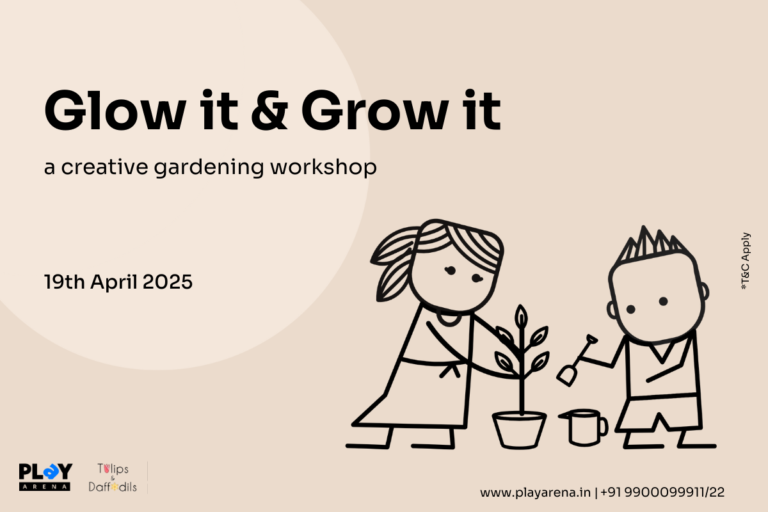 Glow it & Grow it
a creative gardening workshop
19th April 2025
*T&C Apply
PLAY
ARENA
Tulips
&
Daffodils
www.playarena.in | +91 9900099911/22